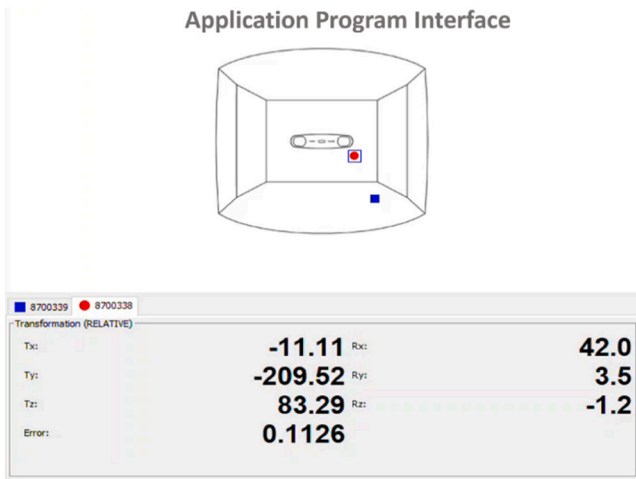 Application Program Interface
8700339 8700338
Transformation (RELATIVE)
Tx: -11.11 Rx: 42.0
Ty: -209.52 Ry: 3.5
Tz: 83.29 Rz: -1.2
Error: 0.1126